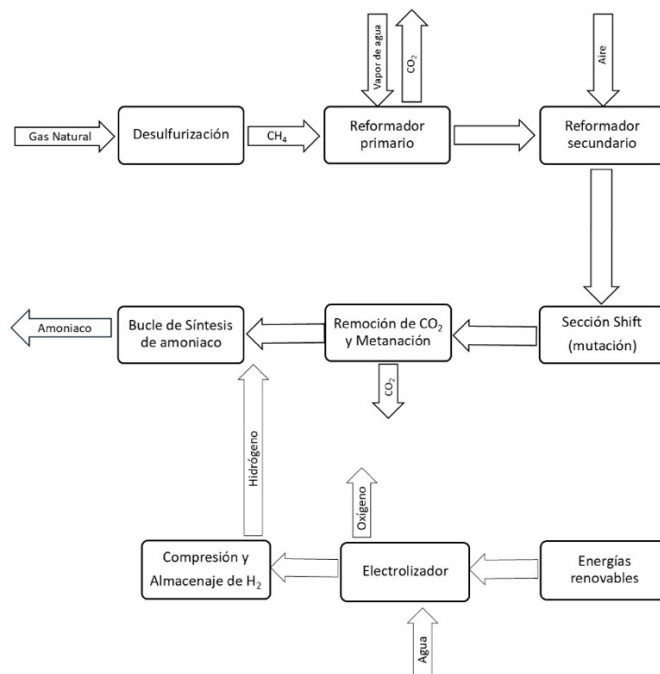 Vapor de agua
CO₂
Aire
Gas Natural
Desulfurización
CH₄
Reformador
primario
Reformador
secundario
Amoniaco
Bucle de Síntesis
de amoniaco
Remoción de CO₂
y Metanación
Sección Shift
(mutación)
CO₂
Hidrógeno
Oxígeno
Compresión y
Almacenaje de H₂
Electrolizador
Energías
renovables
Agua